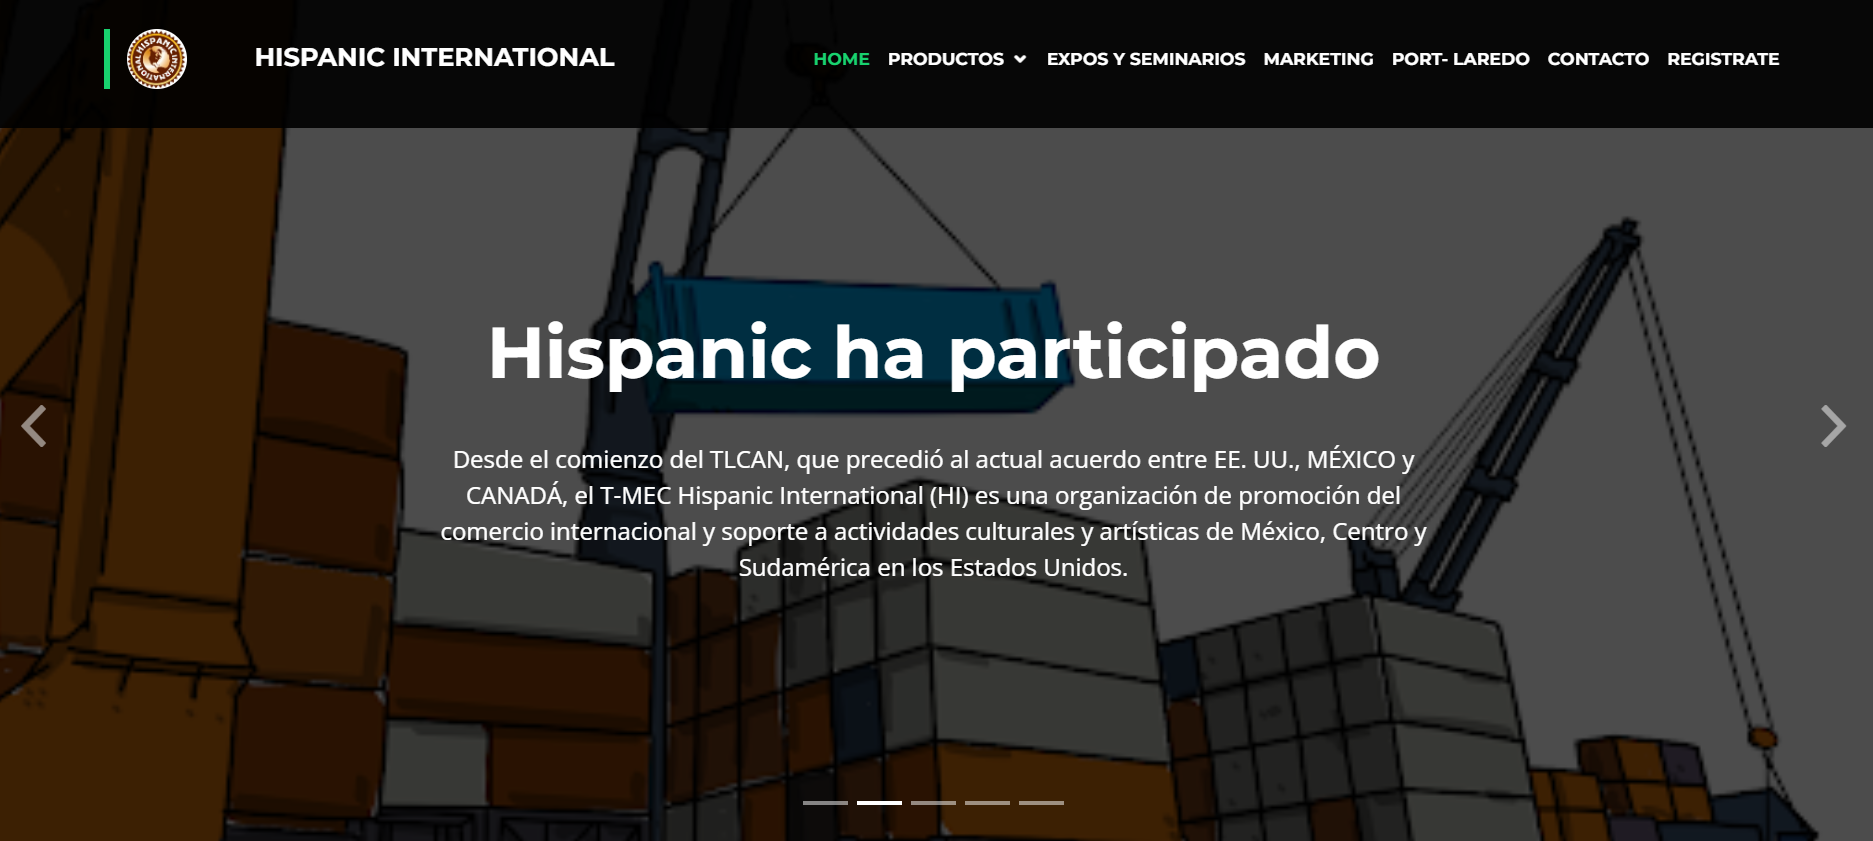 HISPANIC INTERNATIONAL
HISPANIC INTERNATIONAL
HOME PRODUCTOS EXPOS Y SEMINARIOS MARKETING PORT- LAREDO CONTACTO REGISTRATE
Hispanic ha participado
Desde el comienzo del TLCAN, que precedió al actual acuerdo entre EE. UU., MÉXICO y
CANADÁ, el T-MEC Hispanic International (HI) es una organización de promoción del
comercio internacional y soporte a actividades culturales y artísticas de México, Centro y
Sudamérica en los Estados Unidos.